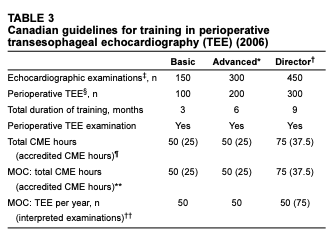 TABLE 3
Canadian guidelines for training in perioperative
transesophageal echocardiography (TEE) (2006)
Basic Advanced* Director†
Echocardiographic examinations‡, n 150 300 450
Perioperative TEE§, n 100 200 300
Total duration of training, months 3 6 9
Perioperative TEE examination Yes Yes Yes
Total CME hours 50 (25) 50 (25) 75 (37.5)
(accredited CME hours)¶
MOC: total CME hours 50 (25) 50 (25) 75 (37.5)
(accredited CME hours)**
MOC: TEE per year, n 50 50 50 (75)
(interpreted examinations)††